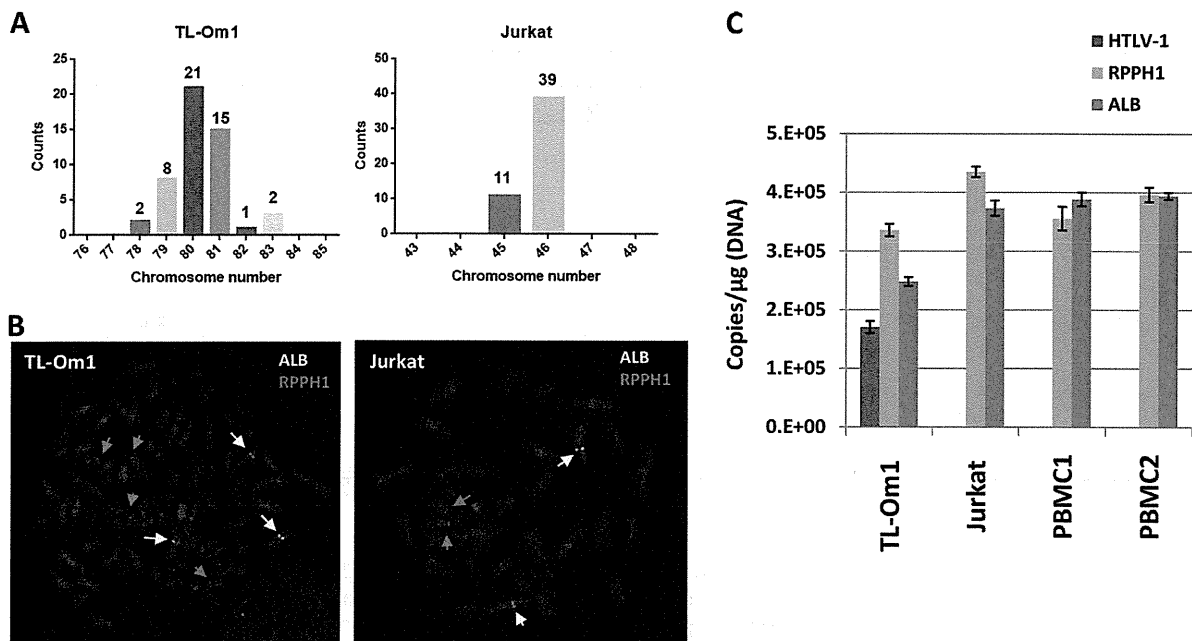 A
TL-Om1
Counts
25
20
15
10
5
0
2
8
21
15
1
2
76
77
78
79
80
81
82
83
84
85
Chromosome number
Jurkat
Counts
50
40
30
20
10
0
11
39
43
44
45
46
47
48
Chromosome number
B
TL-Om1
ALB
RPPH1
Jurkat
ALB
RPPH1
C
HTLV-1
RPPH1
ALB
Copies/µg (DNA)
5.E+05
4.E+05
3.E+05
2.E+05
1.E+05
0.E+00
TL-Om1
Jurkat
PBMC1
PBMC2